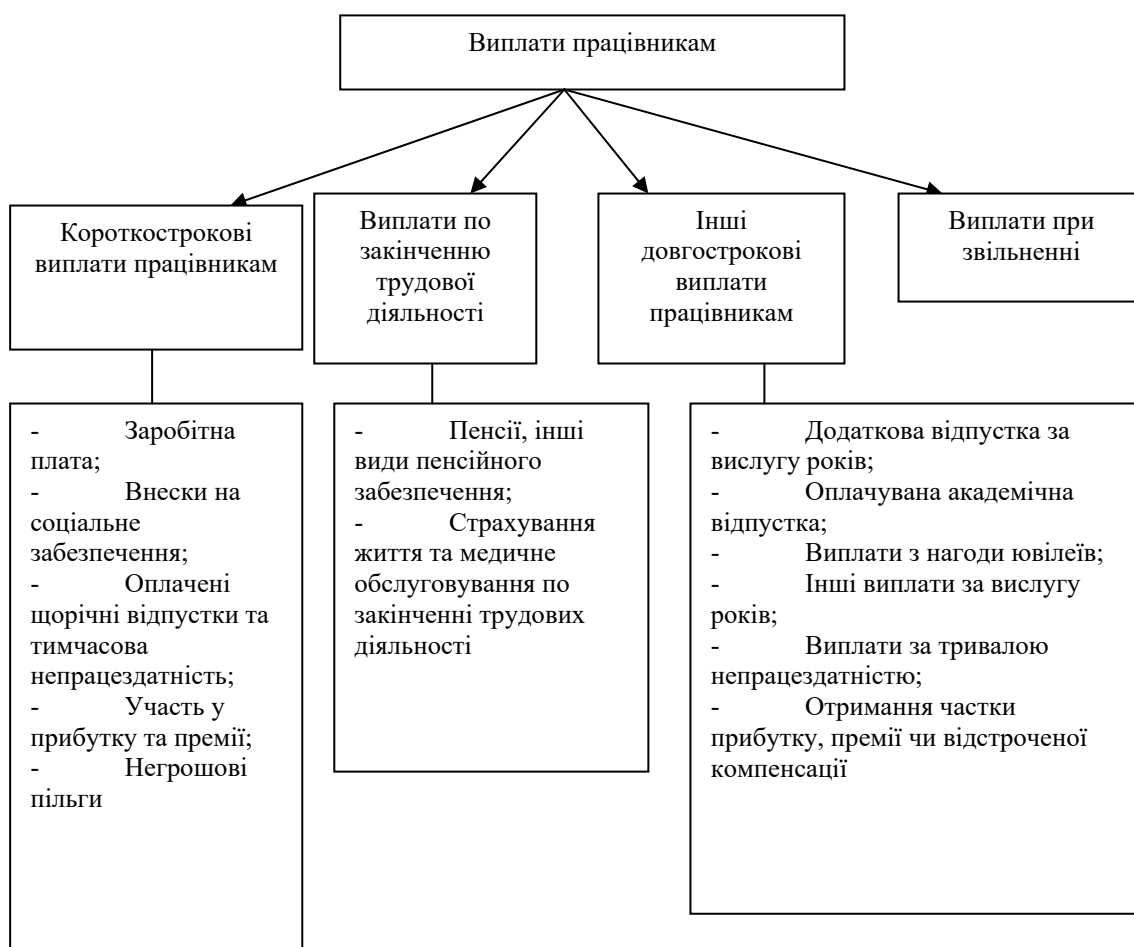 Виплати працівникам
Короткострокові
виплати працівникам
Виплати по
закінченню
трудової
діяльності
Інші
довгострокові
виплати
працівникам
Виплати при
звільненні
- Заробітна
плата;
- Внески на
соціальне
забезпечення;
- Оплачені
щорічні відпустки та
тимчасова
непрацездатність;
- Участь у
прибутку та премії;
- Негрошові
пільги
- Пенсії, інші
види пенсійного
забезпечення;
- Страхування
життя та медичне
обслуговування по
закінченні трудових
діяльності
- Додаткова відпустка за
вислугу років;
- Оплачувана академічна
відпустка;
- Виплати з нагоди ювілеїв;
- Інші виплати за вислугу
років;
- Виплати за тривалою
непрацездатністю;
- Отримання частки
прибутку, премії чи відстроченої
компенсації